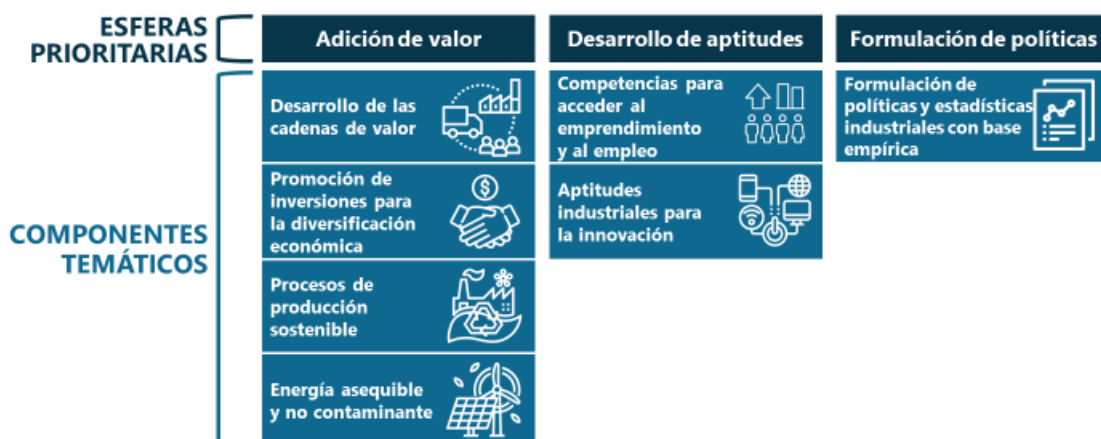 ESFERAS
PRIORITARIAS
Adición de valor
Desarrollo de aptitudes
Formulación de políticas
COMPONENTES
TEMÁTICOS
Desarrollo de las
cadenas de valor
Promoción de
inversiones para
la diversificación
económica
Procesos de
producción
sostenible
Energía asequible
y no contaminante
Competencias para
acceder al
emprendimiento
y al empleo
Aptitudes
industriales para
la innovación
Formulación de
políticas y estadísticas
industriales con base
empírica